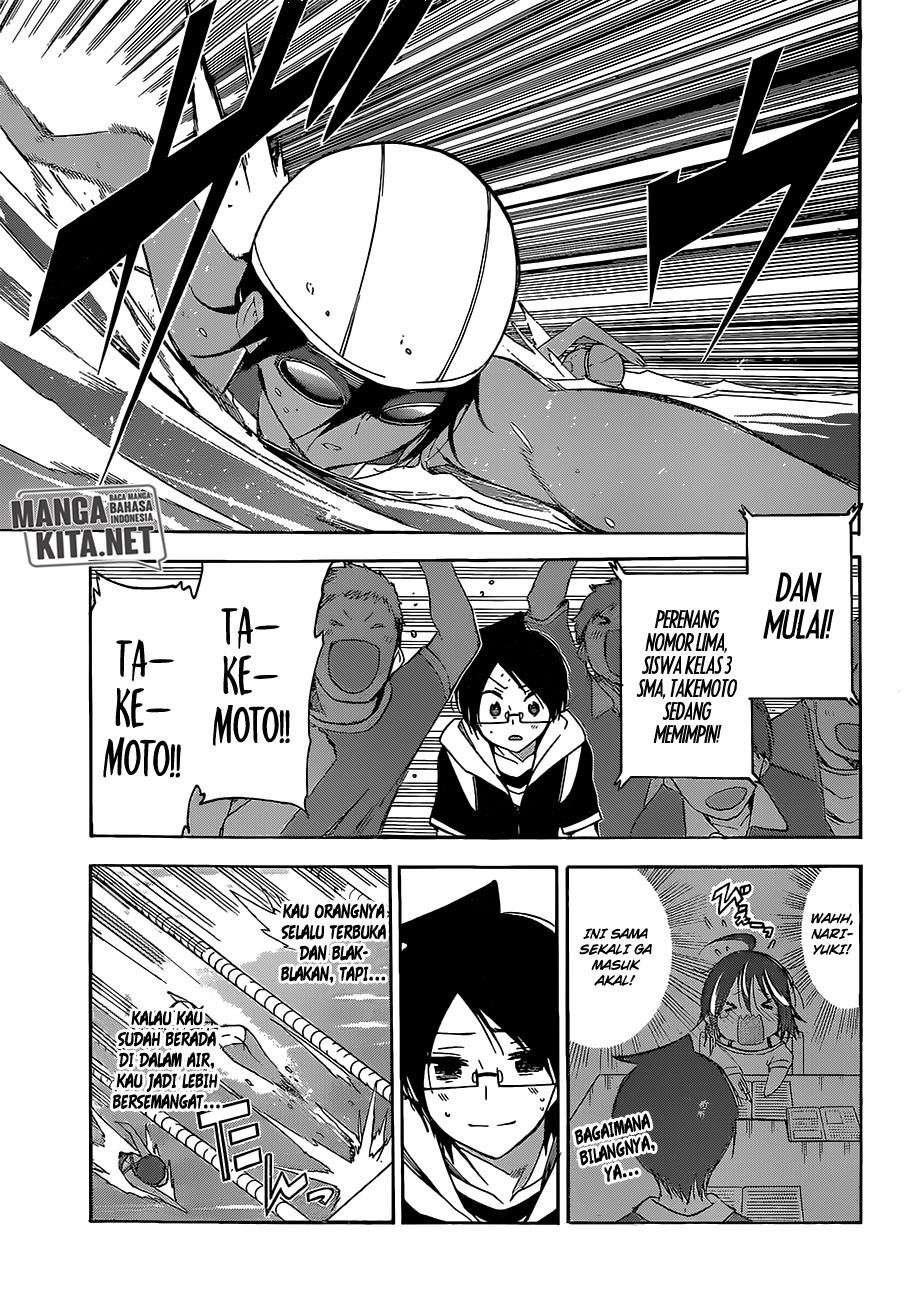 MANGA
KITA.NET
BACA MANGA
BAHASA
INDONESIA
DAN
MULAI!
PERENANG
NOMOR LIMA,
SISWA KELAS 3
SMA, TAKEMOTO
SEDANG
MEMIMPIN!
TA—
KE—
MOTO!!
TA—
KE—
MOTO!!
WAHH,
NARI-
YUKI!
INI SAMA
SEKALI GA
MASUK
AKAL!
BAGAIMANA
BILANGNYA,
YA...
KAU ORANGNYA
SELALU TERBUKA
DAN BLAK-
BLAKAN, TAPI...
KALAU KAU
SUDAH BERADA
DI DALAM AIR,
KAU JADI LEBIH
BERSEMANGAT...